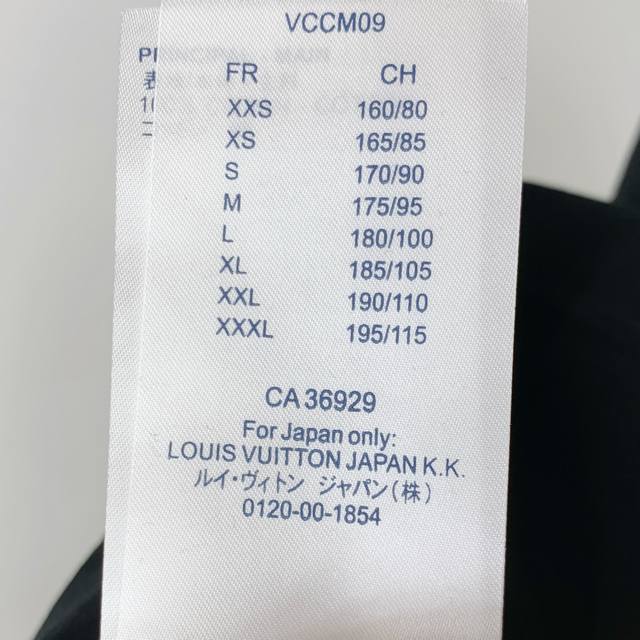 VCCM09
PRINCIPAL MAIN
FR CH
XXS 160/80
XS 165/85
S 170/90
M 175/95
L 180/100
XL 185/105
XXL 190/110
XXXL 195/115
CA 36929
For Japan only:
LOUIS VUITTON JAPAN K.K.
ルイ・ヴィトン ジャパン(株)
0120-00-1854